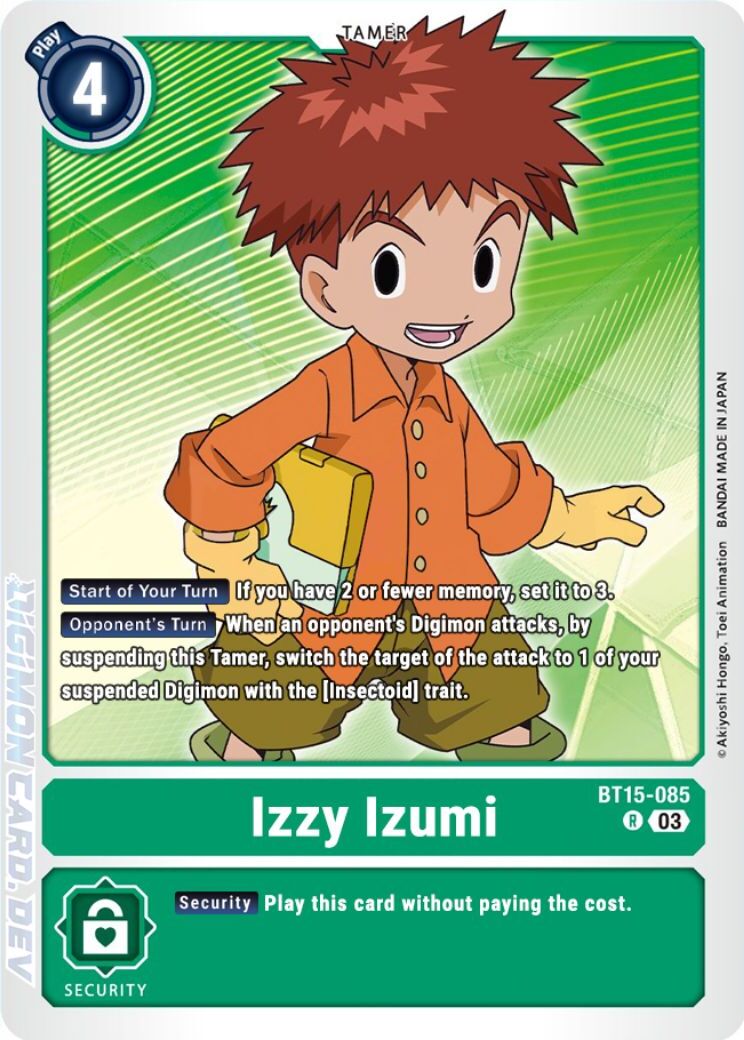 Play
TAMER
4
Start of Your Turn If you have 2 or fewer memory, set it to 3.
Opponent's Turn When an opponent's Digimon attacks, by
suspending this Tamer, switch the target of the attack to 1 of your
suspended Digimon with the [Insectoid] trait.
© Akiyoshi Hongo, Toei Animation BANDAI MADE IN JAPAN
DIGIMONCARD.DEV
BT15-085
Izzy Izumi
R 03
Security Play this card without paying the cost.
SECURITY